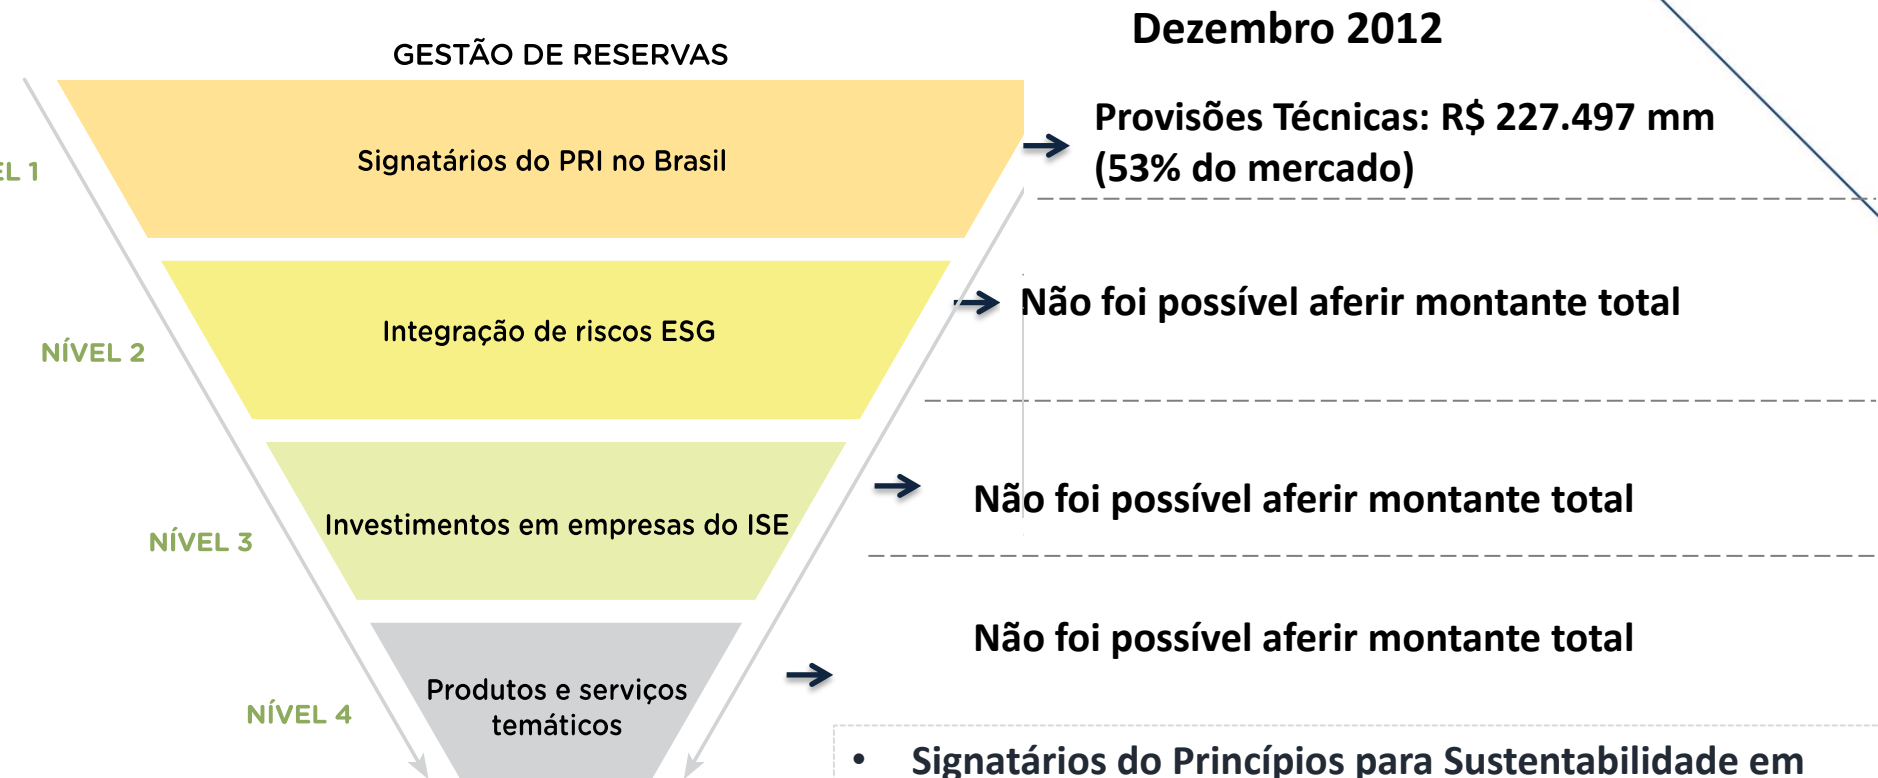 Dezembro 2012
GESTÃO DE RESERVAS
Signatários do PRI no Brasil
Provisões Técnicas: R$ 227.497 mm
(53% do mercado)
EL 1
Integração de riscos ESG
Não foi possível aferir montante total
NÍVEL 2
Investimentos em empresas do ISE
Não foi possível aferir montante total
NÍVEL 3
Não foi possível aferir montante total
Produtos e serviços
temáticos
NÍVEL 4
• Signatários do Princípios para Sustentabilidade em